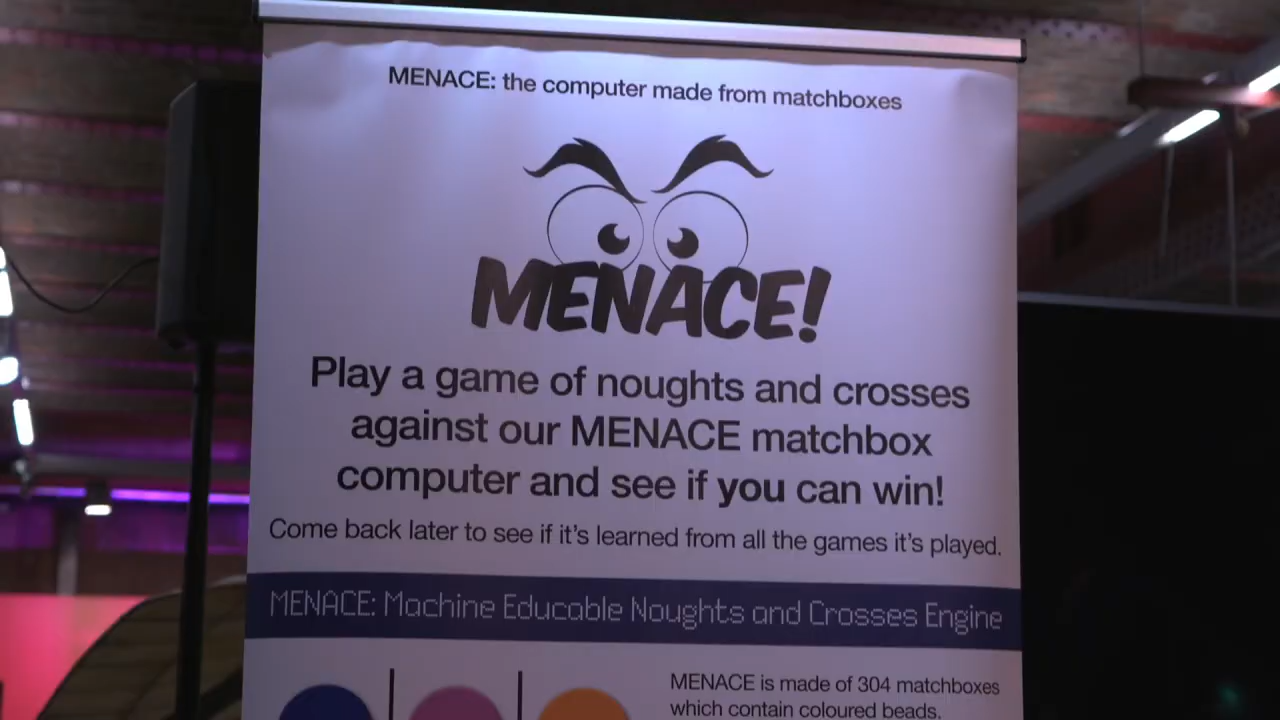 MENACE: the computer made from matchboxes
MENACE!
Play a game of noughts and crosses
against our MENACE matchbox
computer and see if you can win!
Come back later to see if it's learned from all the games it's played.
MENACE: Machine Educable Noughts and Crosses Engine
MENACE is made of 304 matchboxes
which contain coloured beads.